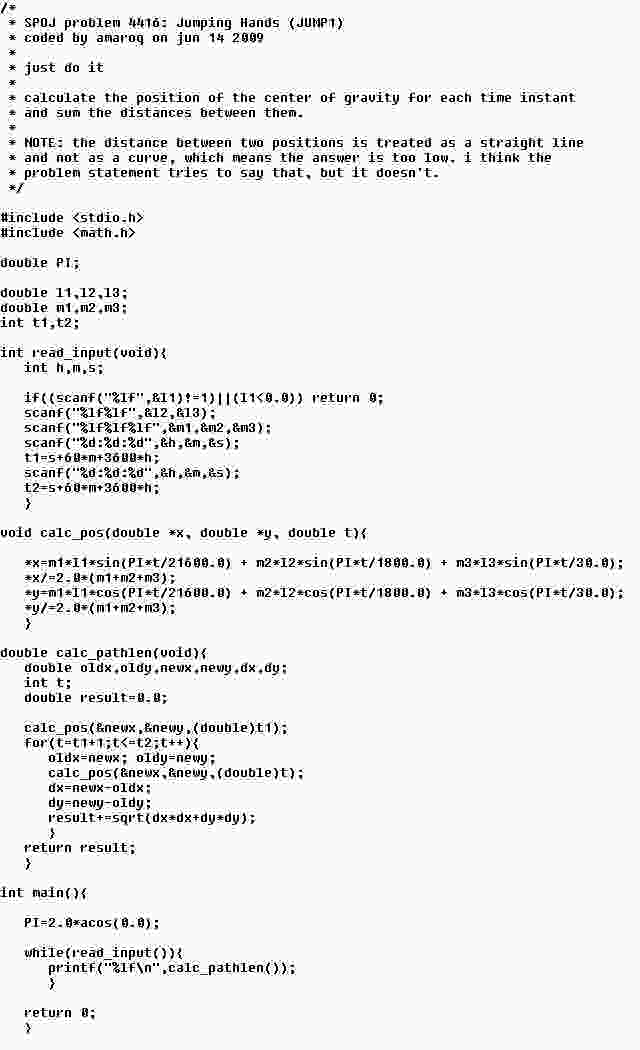 /*
 * SPOJ problem 4416: Jumping Hands (JUMP1)
 * coded by amaroq on jun 14 2009
 *
 * just do it
 *
 * calculate the position of the center of gravity for each time instant
 * and sum the distances between them.
 *
 * NOTE: the distance between two positions is treated as a straight line
 * and not as a curve, which means the answer is too low. i think the
 * problem statement tries to say that, but it doesn't.
 */

#include <stdio.h>
#include <math.h>

double PI;

double l1,l2,l3;
double m1,m2,m3;
int t1,t2;

int read_input(void){
   int h,m,s;

   if((scanf("%lf",&l1)!=1)||(l1<0.0)) return 0;
   scanf("%lf%lf",&l2,&l3);
   scanf("%lf%lf%lf",&m1,&m2,&m3);
   scanf("%d:%d:%d",&h,&m,&s);
   t1=s+60*m+3600*h;
   scanf("%d:%d:%d",&h,&m,&s);
   t2=s+60*m+3600*h;
   }

void calc_pos(double *x, double *y, double t){

   *x=m1*l1*sin(PI*t/21600.0) + m2*l2*sin(PI*t/1800.0) + m3*l3*sin(PI*t/30.0);
   *x/=2.0*(m1+m2+m3);
   *y=m1*l1*cos(PI*t/21600.0) + m2*l2*cos(PI*t/1800.0) + m3*l3*cos(PI*t/30.0);
   *y/=2.0*(m1+m2+m3);
   }

double calc_pathlen(void){
   double oldx,oldy,newx,newy,dx,dy;
   int t;
   double result=0.0;

   calc_pos(&newx,&newy,(double)t1);
   for(t=t1+1;t<=t2;t++){
      oldx=newx; oldy=newy;
      calc_pos(&newx,&newy,(double)t);
      dx=newx-oldx;
      dy=newy-oldy;
      result+=sqrt(dx*dx+dy*dy);
      }
   return result;
   }

int main(){

   PI=2.0*acos(0.0);

   while(read_input()){
      printf("%lf\n",calc_pathlen());
      }

   return 0;
   }